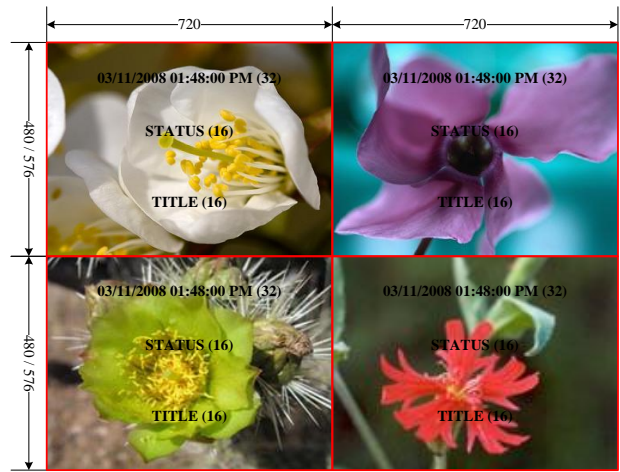 720
720
480 / 576
03/11/2008 01:48:00 PM (32)
STATUS (16)
TITLE (16)
03/11/2008 01:48:00 PM (32)
STATUS (16)
TITLE (16)
480 / 576
03/11/2008 01:48:00 PM (32)
STATUS (16)
TITLE (16)
03/11/2008 01:48:00 PM (32)
STATUS (16)
TITLE (16)